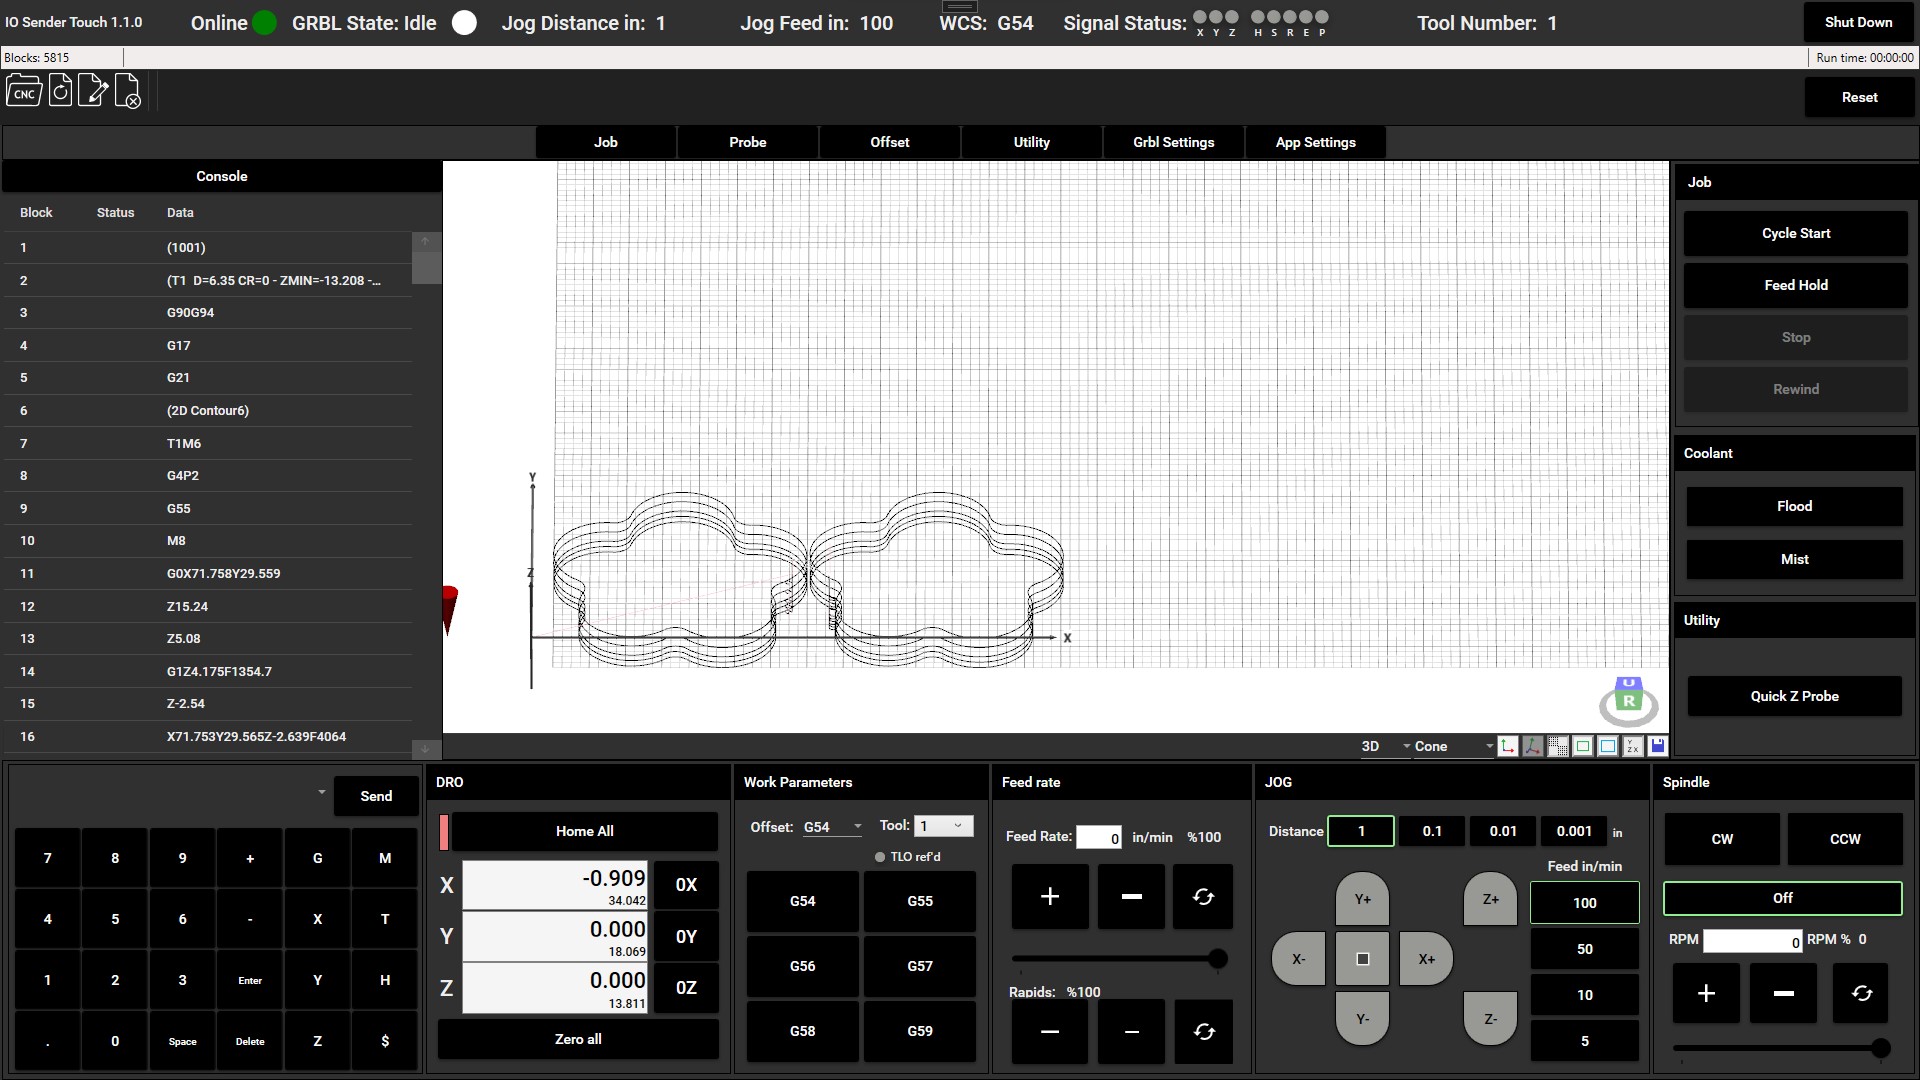 IO Sender Touch 1.1.0 Online GRBL State: Idle Jog Distance in: 1 Jog Feed in: 100 WCS: G54 Signal Status: Tool Number: 1 Shut Down
X Y Z H S R E P
Blocks: 5815 Run time: 00:00:00
CNC Reset
Job Probe Offset Utility Grbl Settings App Settings
Console
Block Status Data
1 (1001)
2 (T1 D=6.35 CR=0 - ZMIN=-13.208 -...
3 G90G94
4 G17
5 G21
6 (2D Contour6)
7 T1M6
8 G4P2
9 G55
10 M8
11 G0X71.758Y29.559
12 Z15.24
13 Z5.08
14 G1Z4.175F1354.7
15 Z-2.54
16 X71.753Y29.565Z-2.639F4064
Y
Z
X
U
R
3D Cone
Y
Z X
Job
Cycle Start
Feed Hold
Stop
Rewind
Coolant
Flood
Mist
Utility
Quick Z Probe
Send
7 8 9 + G M
4 5 6 - X T
1 2 3 Enter Y H
. 0 Space Delete Z $
DRO
Home All
X -0.909 0X
34.042
Y 0.000 0Y
18.069
Z 0.000 0Z
13.811
Zero all
Work Parameters
Offset: G54 Tool: 1
TLO ref'd
G54 G55
G56 G57
G58 G59
Feed rate
Feed Rate: 0 in/min %100
+ −
Rapids: %100
− −
JOG
Distance 1 0.1 0.01 0.001 in
Feed in/min
Y+ Z+ 100
X- X+ 50
Y- Z- 10
5
Spindle
CW CCW
Off
RPM 0 RPM % 0
+ −